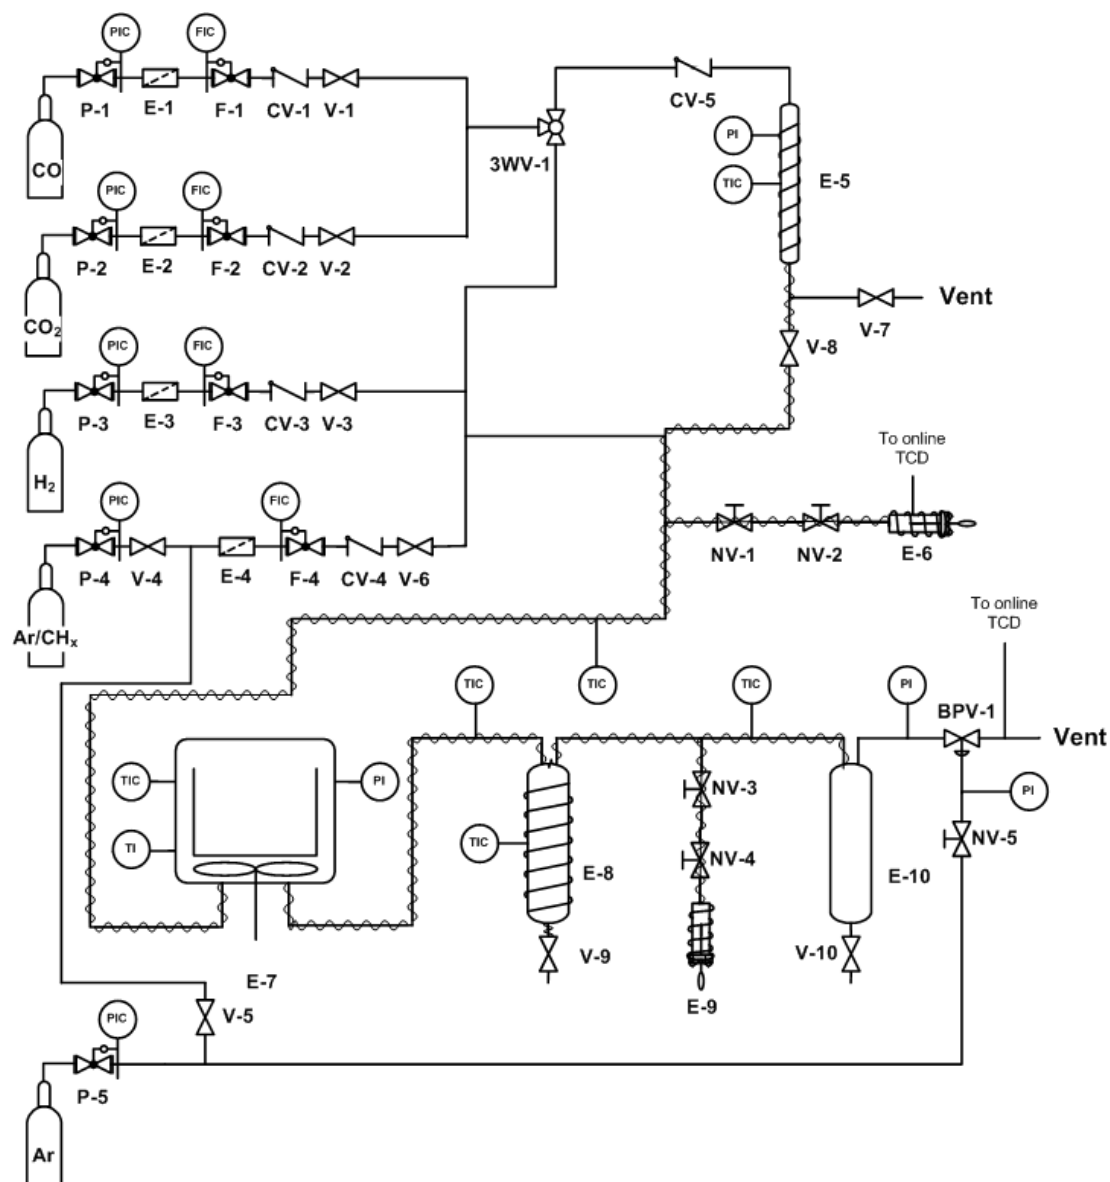 PIC
FIC
P-1
E-1
F-1
CV-1
V-1
CO
3WV-1
CV-5
PI
TIC
E-5
PIC
FIC
P-2
E-2
F-2
CV-2
V-2
CO2
Vent
V-7
V-8
PIC
FIC
P-3
E-3
F-3
CV-3
V-3
H2
To online
TCD
NV-1
NV-2
E-6
PIC
FIC
P-4
V-4
E-4
F-4
CV-4
V-6
Ar/CHx
To online
TCD
TIC
TIC
TIC
PI
BPV-1
Vent
TIC
PI
TI
NV-3
PI
TIC
NV-4
NV-5
E-8
E-10
V-9
V-10
E-7
E-9
PIC
V-5
P-5
Ar